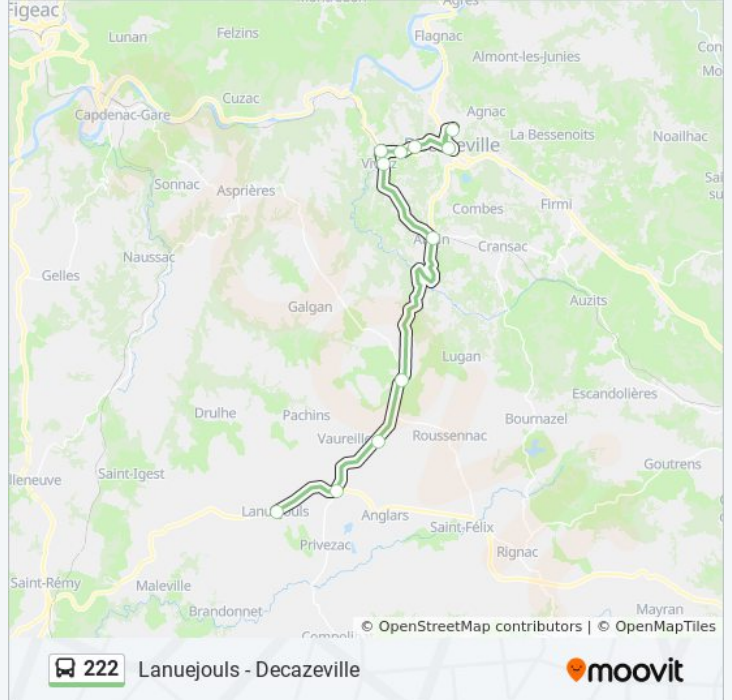 Figeac
Lunan
Felzins
Flagnac
Almont-les-Junies
Cuzac
Capdenac-Gare
Agnac
La Bessenoits
Noailhac
Sonnac
Asprières
Combes
Firmi
Cransac
Naussac
Gelles
Galgan
Auzits
Lugan
Escandolières
Drulhe
Pachins
Bournazel
Vaureille
Roussennac
Goutrens
Saint-Igest
Anglars
Saint-Félix
Privezac
Rignac
Saint-Rémy
Maleville
Brandonnet
Mayran
© OpenStreetMap contributors | © OpenMapTiles
222 Lanuejouls - Decazeville
moovit